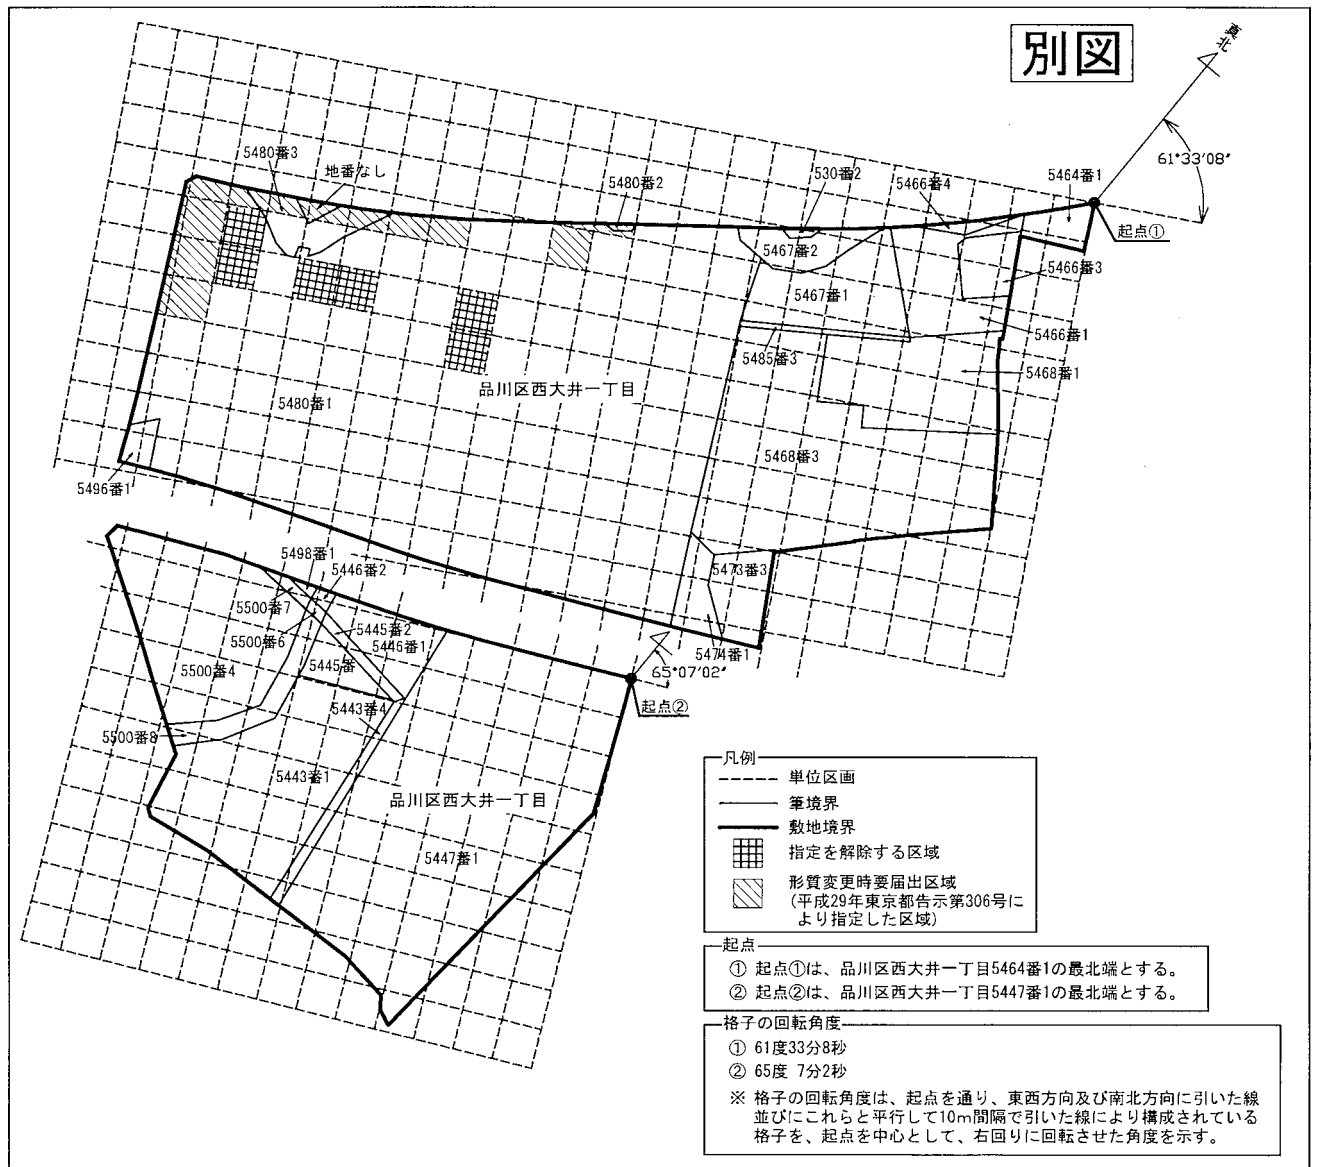 別図
真北
61°33′08″
5480番3
地番なし
5480番2
530番2
5466番4
5464番1
起点①
5467番2
5466番3
5467番1
5466番1
5485番3
5468番1
品川区西大井一丁目
5480番1
5468番3
5496番1
5498番1
5446番2
5473番3
5500番7
5445番2
5500番6
5446番1
5474番1
5445番
65°07′02″
5500番4
起点②
5443番4
5500番8
5443番1
品川区西大井一丁目
5447番1
凡例
単位区画
筆境界
敷地境界
指定を解除する区域
形質変更時要届出区域
(平成29年東京都告示第306号に
より指定した区域)
起点
① 起点①は、品川区西大井一丁目5464番1の最北端とする。
② 起点②は、品川区西大井一丁目5447番1の最北端とする。
格子の回転角度
① 61度33分8秒
② 65度 7分2秒
※ 格子の回転角度は、起点を通り、東西方向及び南北方向に引いた線
並びにこれらと平行して10m間隔で引いた線により構成されている
格子を、起点を中心として、右回りに回転させた角度を示す。